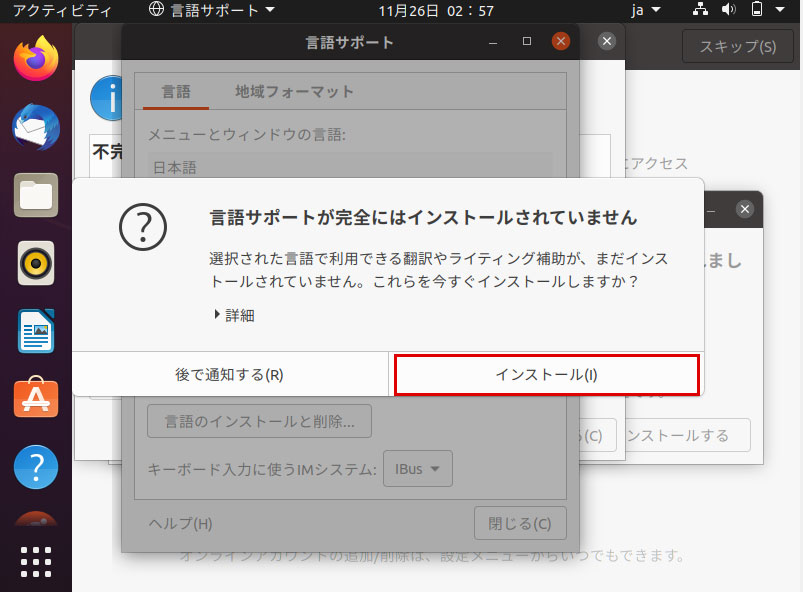 アクティビティ
言語サポート
11月26日 02：57
ja
言語サポート
スキップ(S)
言語
地域フォーマット
メニューとウィンドウの言語:
不完
日本語
にアクセス
言語サポートが完全にはインストールされていません
選択された言語で利用できる翻訳やライティング補助が、まだインス
トールされていません。これらを今すぐインストールしますか？
詳細
れまし
後で通知する(R)
インストール(I)
言語のインストールと削除...
る(C)
ンストールする
キーボード入力に使うIMシステム:
IBus
ヘルプ(H)
閉じる(C)
オンラインアカウントの追加/削除は、設定メニューからいつでもできます。